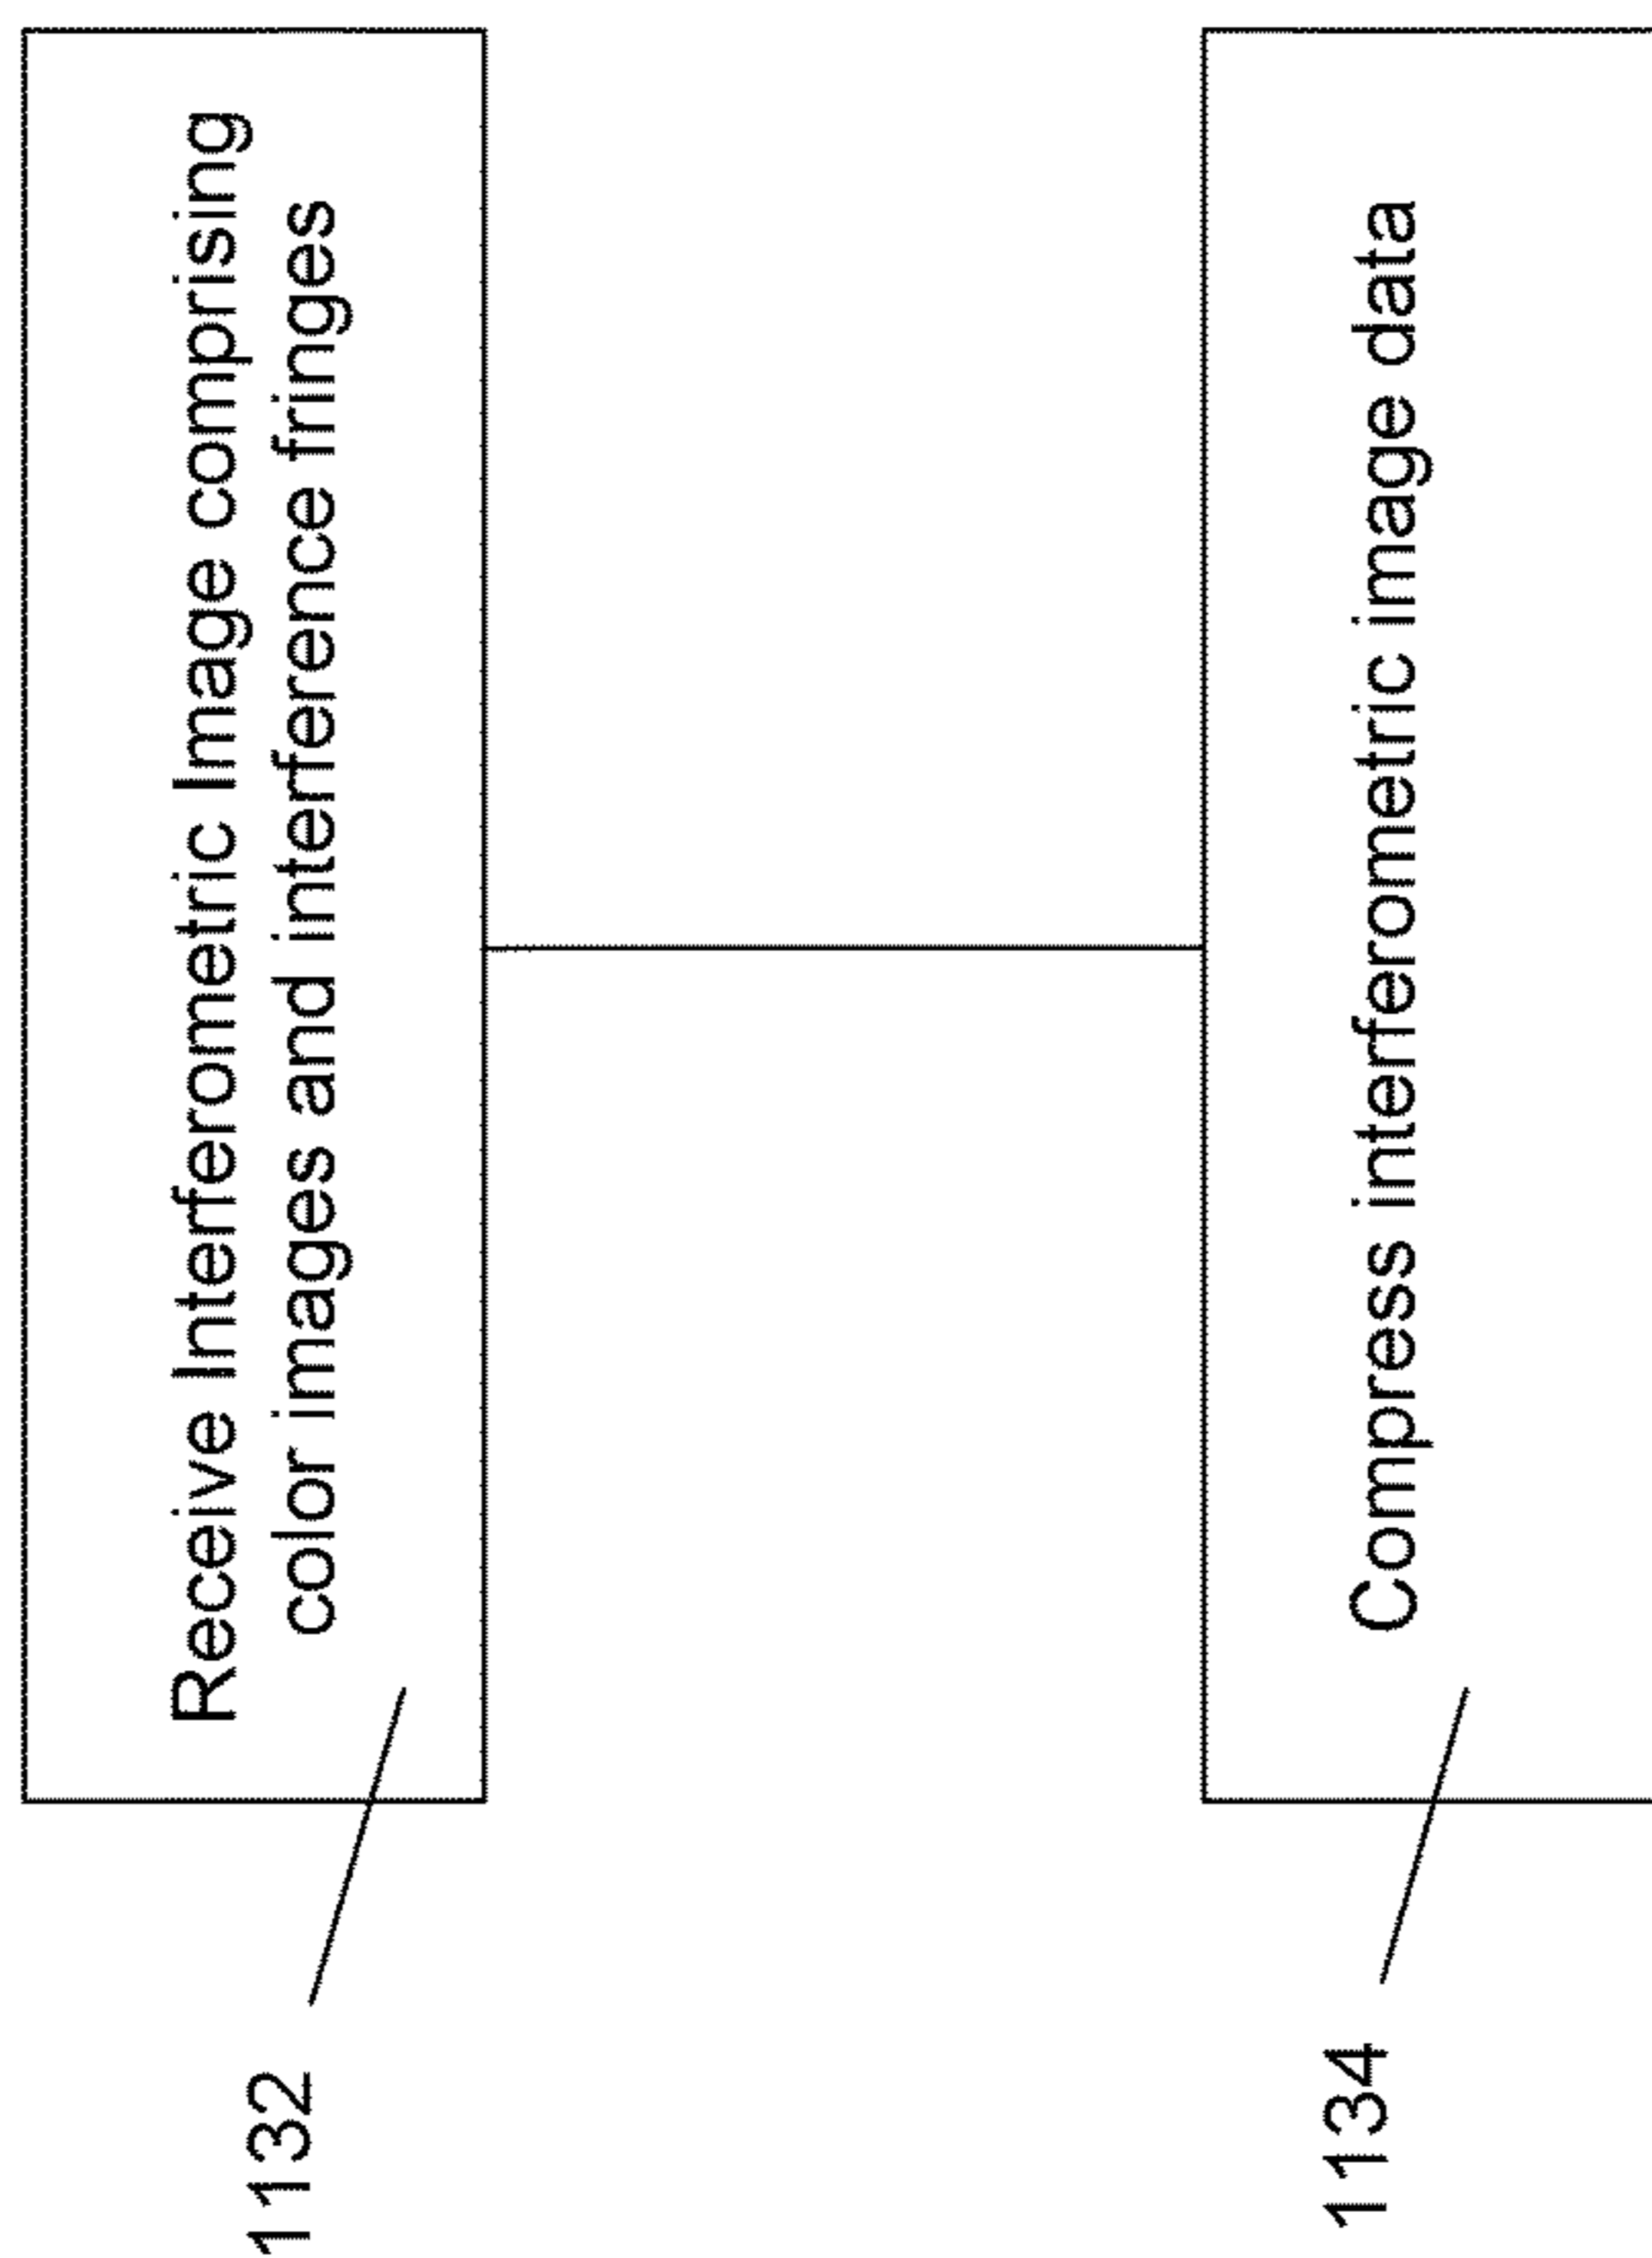 1132
Receive Interferometric Image comprising
color images and interference fringes
1134
Compress interferometric image data